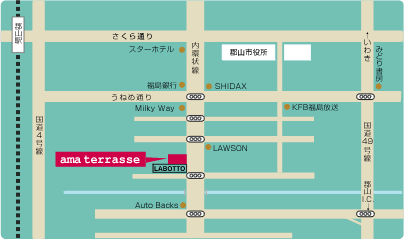 さくら通り
郡山駅
スターホテル
内環状線
郡山市役所
←いわき
みどり書房
福島銀行
SHIDAX
うねめ通り
Milky Way
KFB福島放送
国道4号線
国道49号線
LAWSON
ama terrasse
LABOTTO
郡山I.C.→
Auto Backs